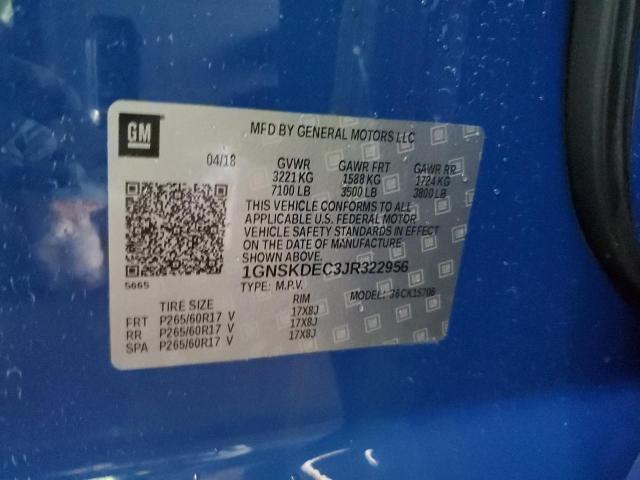 GM
MFD BY GENERAL MOTORS LLC
04/18 GVWR GAWR FRT GAWR RR
3221 KG 1588 KG 1724 KG
7100 LB 3500 LB 3800 LB
THIS VEHICLE CONFORMS TO ALL
APPLICABLE U.S. FEDERAL MOTOR
VEHICLE SAFETY STANDARDS IN EFFECT
ON THE DATE OF MANUFACTURE
SHOWN ABOVE.
1GNSKDEC3JR322956
5665
TYPE: M.P.V. MODEL: 36CK15706
TIRE SIZE RIM
FRT P265/60R17 V 17X8J
RR P265/60R17 V 17X8J
SPA P265/60R17 V 17X8J